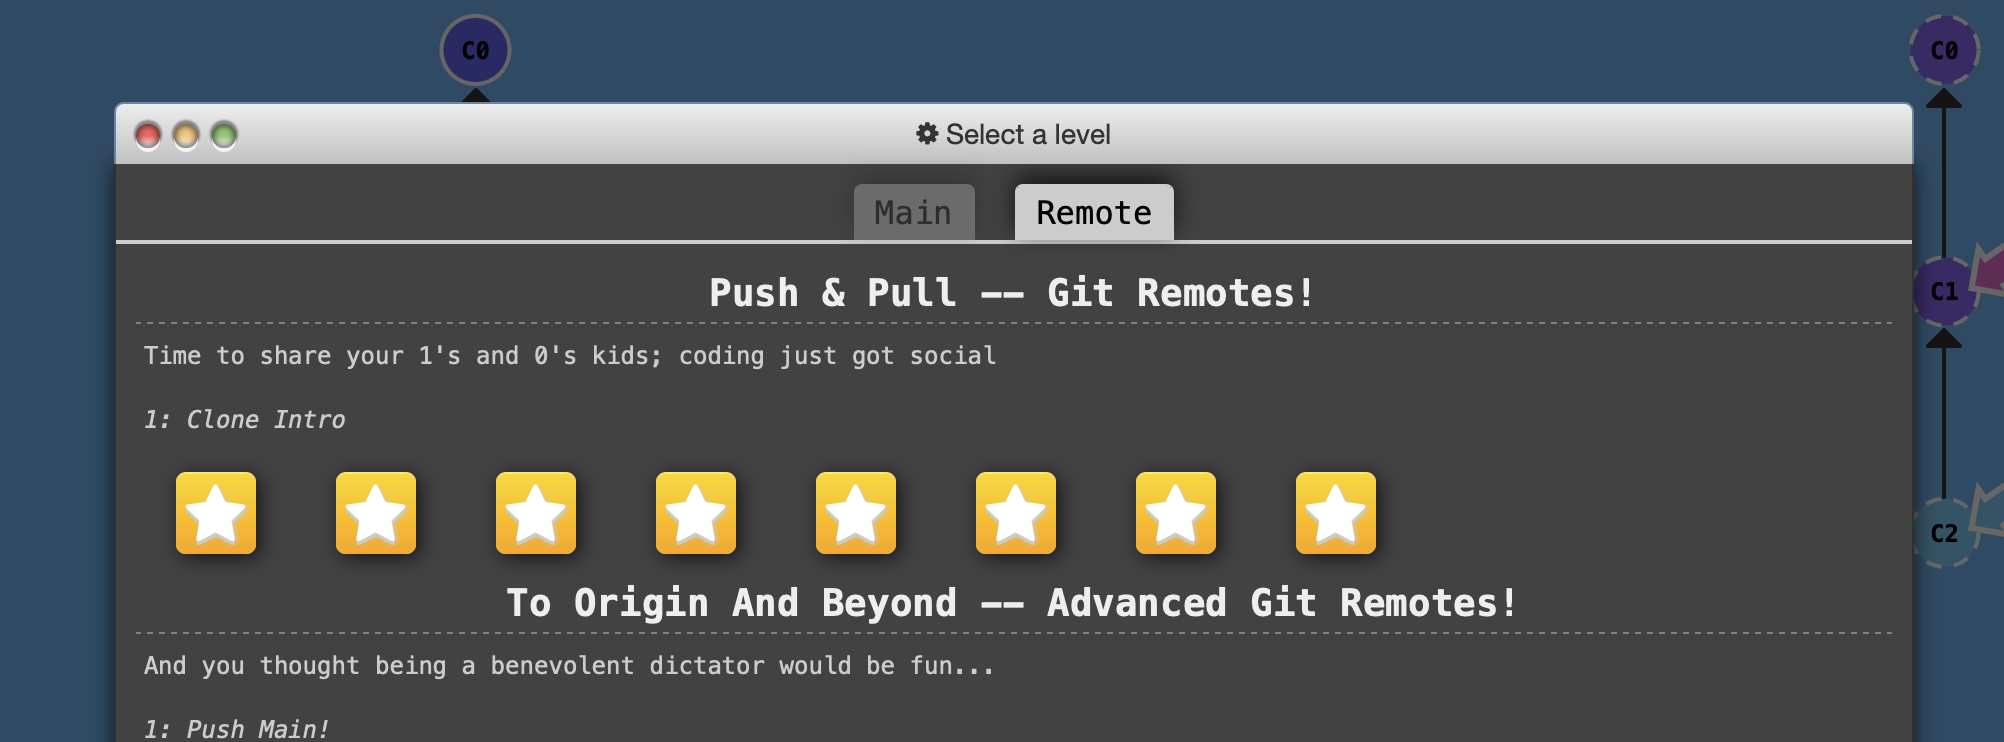 C0
C0
Select a level
Main
Remote
Push & Pull -- Git Remotes!
C1
Time to share your 1's and 0's kids; coding just got social
1: Clone Intro
C2
To Origin And Beyond -- Advanced Git Remotes!
And you thought being a benevolent dictator would be fun...
1: Push Main!